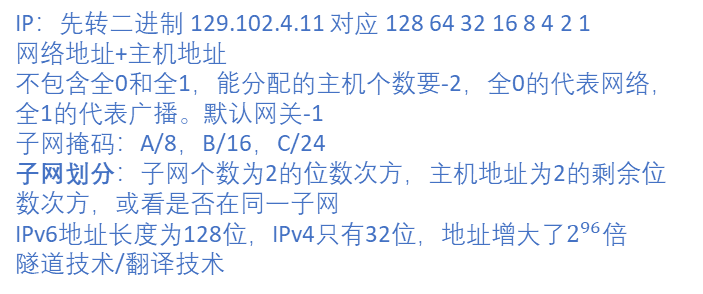 IP：先转二进制 129.102.4.11 对应 128 64 32 16 8 4 2 1
网络地址+主机地址
不包含全0和全1，能分配的主机个数要-2，全0的代表网络，
全1的代表广播。默认网关-1
子网掩码：A/8，B/16，C/24
子网划分：子网个数为2的位数次方，主机地址为2的剩余位
数次方，或看是否在同一子网
IPv6地址长度为128位，IPv4只有32位，地址增大了2⁹⁶倍
隧道技术/翻译技术